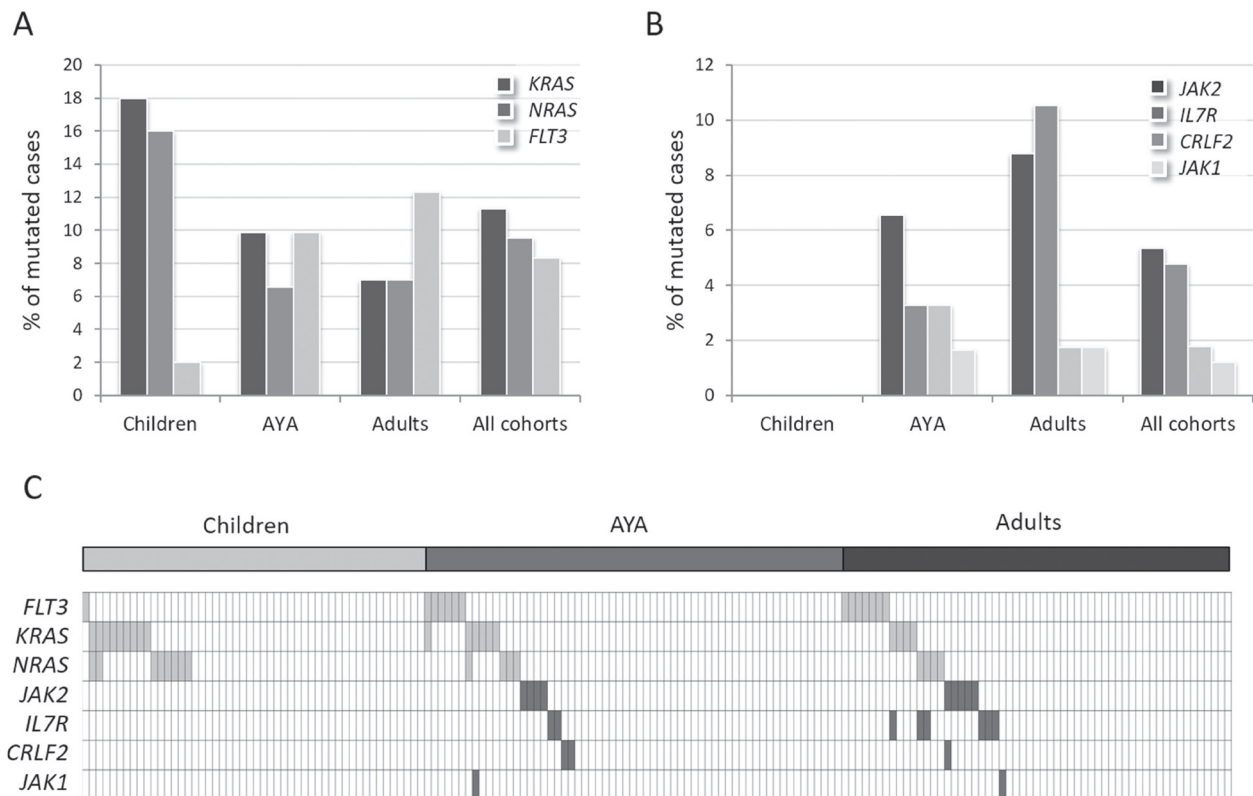 A
% of mutated cases
20
18
16
14
12
10
8
6
4
2
0
KRAS
NRAS
FLT3
Children AYA Adults All cohorts
B
% of mutated cases
12
10
8
6
4
2
0
JAK2
IL7R
CRLF2
JAK1
Children AYA Adults All cohorts
C
Children AYA Adults
FLT3
KRAS
NRAS
JAK2
IL7R
CRLF2
JAK1